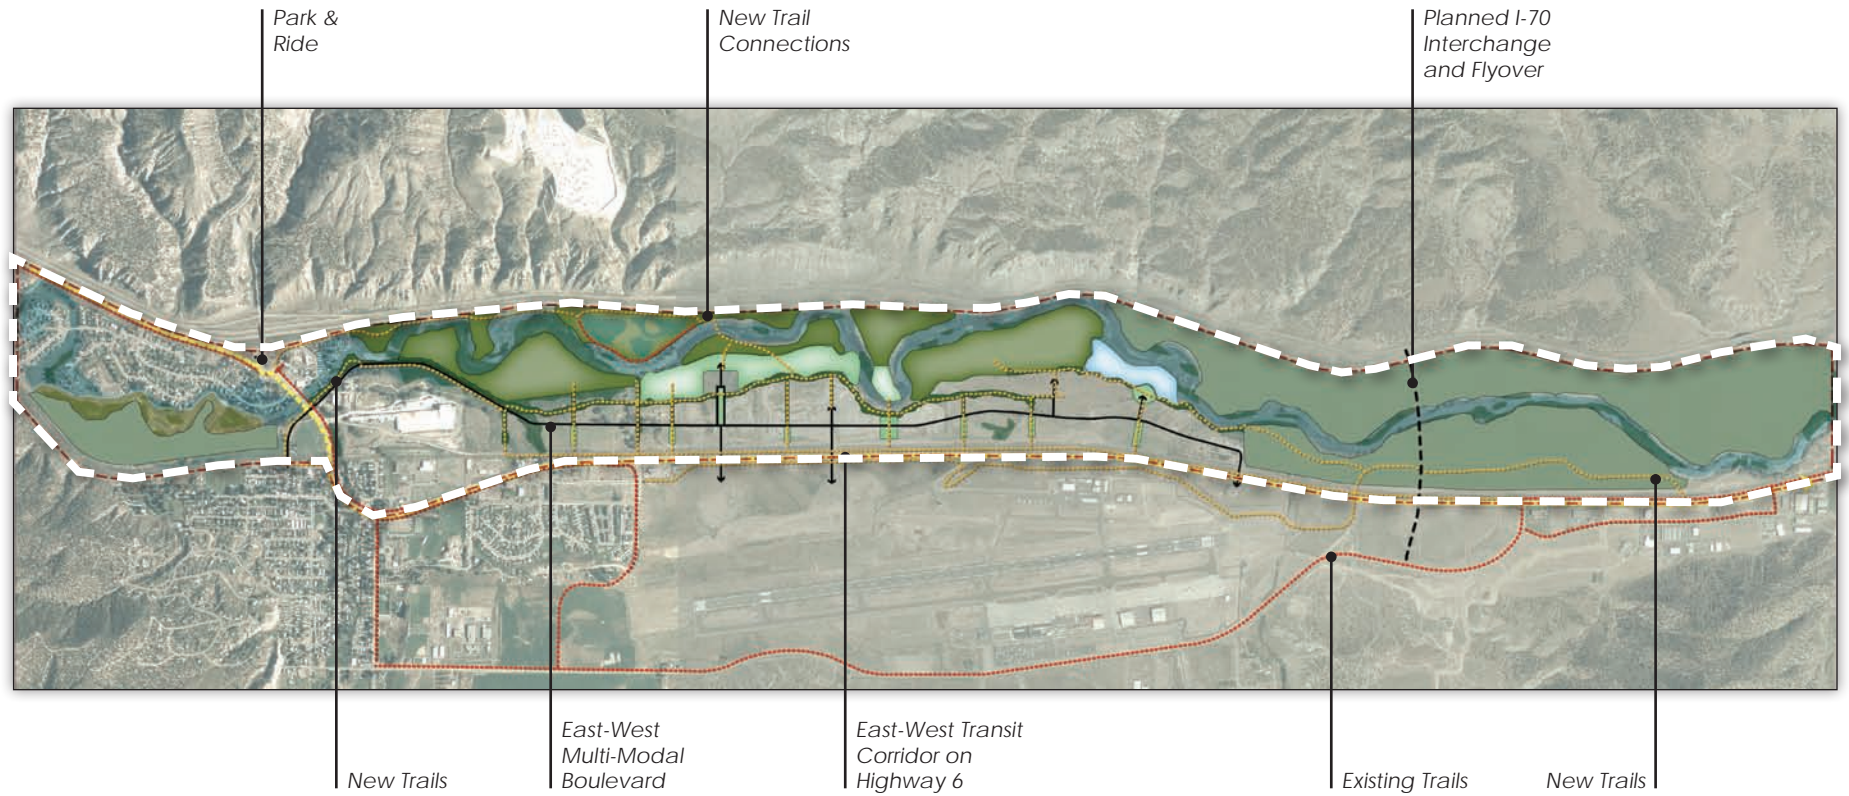 Park &
Ride
New Trail
Connections
Planned I-70
Interchange
and Flyover
New Trails
East-West
Multi-Modal
Boulevard
East-West Transit
Corridor on
Highway 6
Existing Trails
New Trails